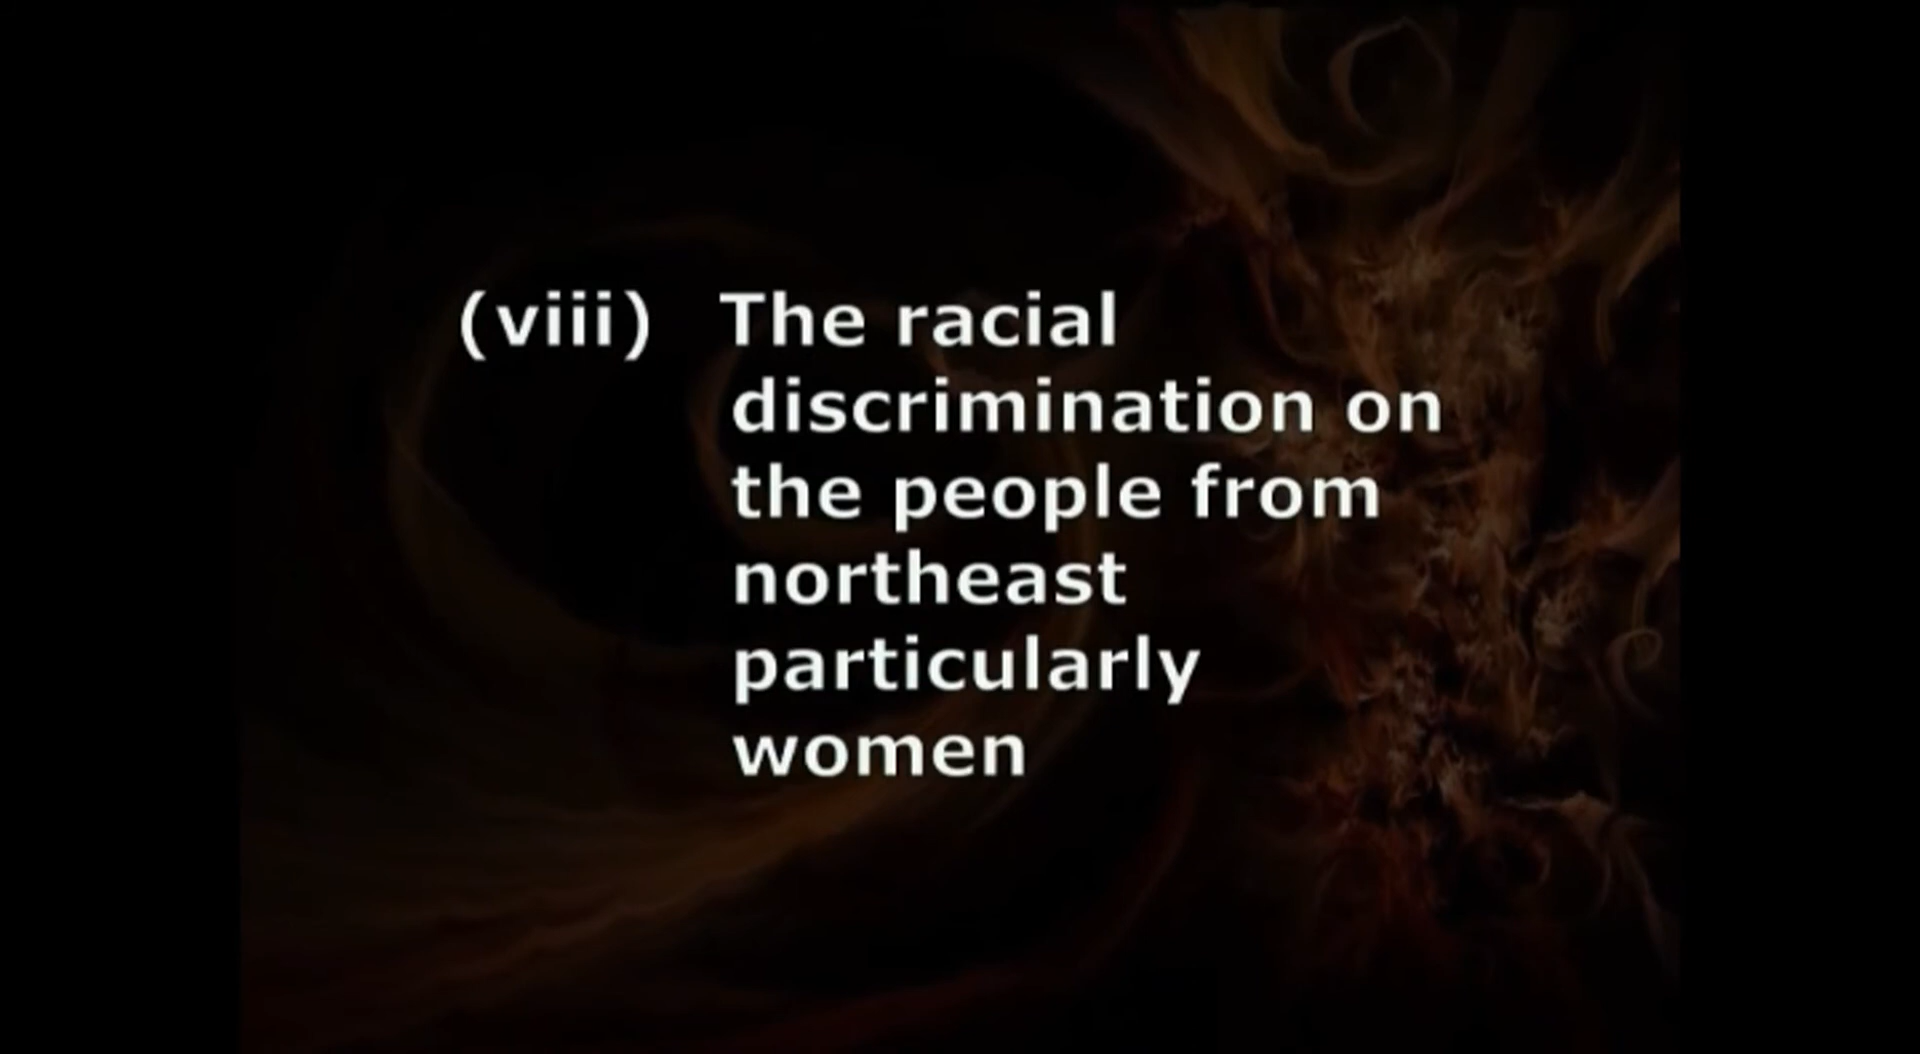 (viii) The racial
discrimination on
the people from
northeast
particularly
women